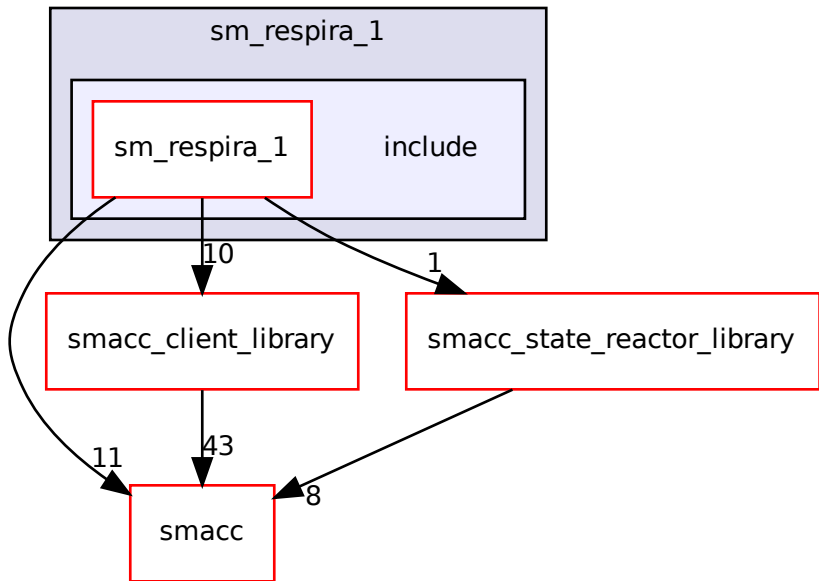 sm_respira_1
sm_respira_1
include
10
1
smacc_client_library
smacc_state_reactor_library
11
43
8
smacc